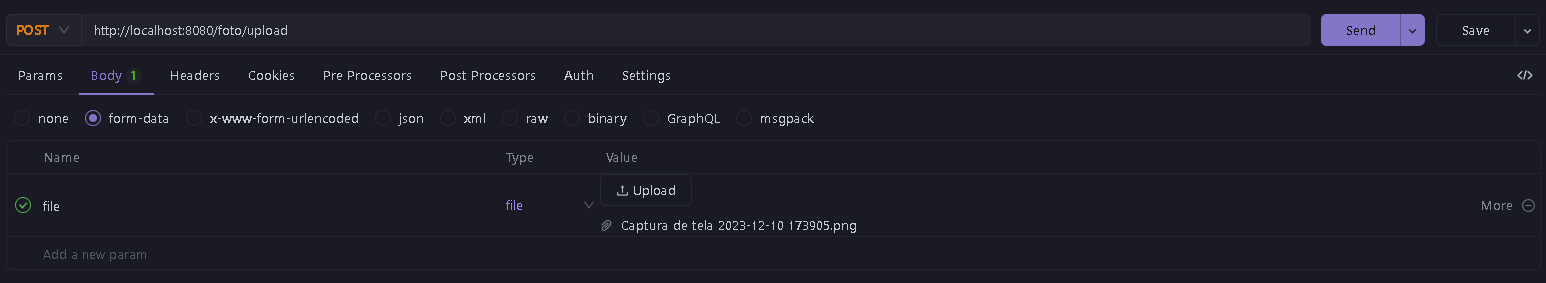 POST http://localhost:8080/foto/upload Send Save
Params Body 1 Headers Cookies Pre Processors Post Processors Auth Settings </>
none form-data x-www-form-urlencoded json xml raw binary GraphQL msgpack
Name Type Value
Upload
file file More
Captura de tela 2023-12-10 173905.png
Add a new param